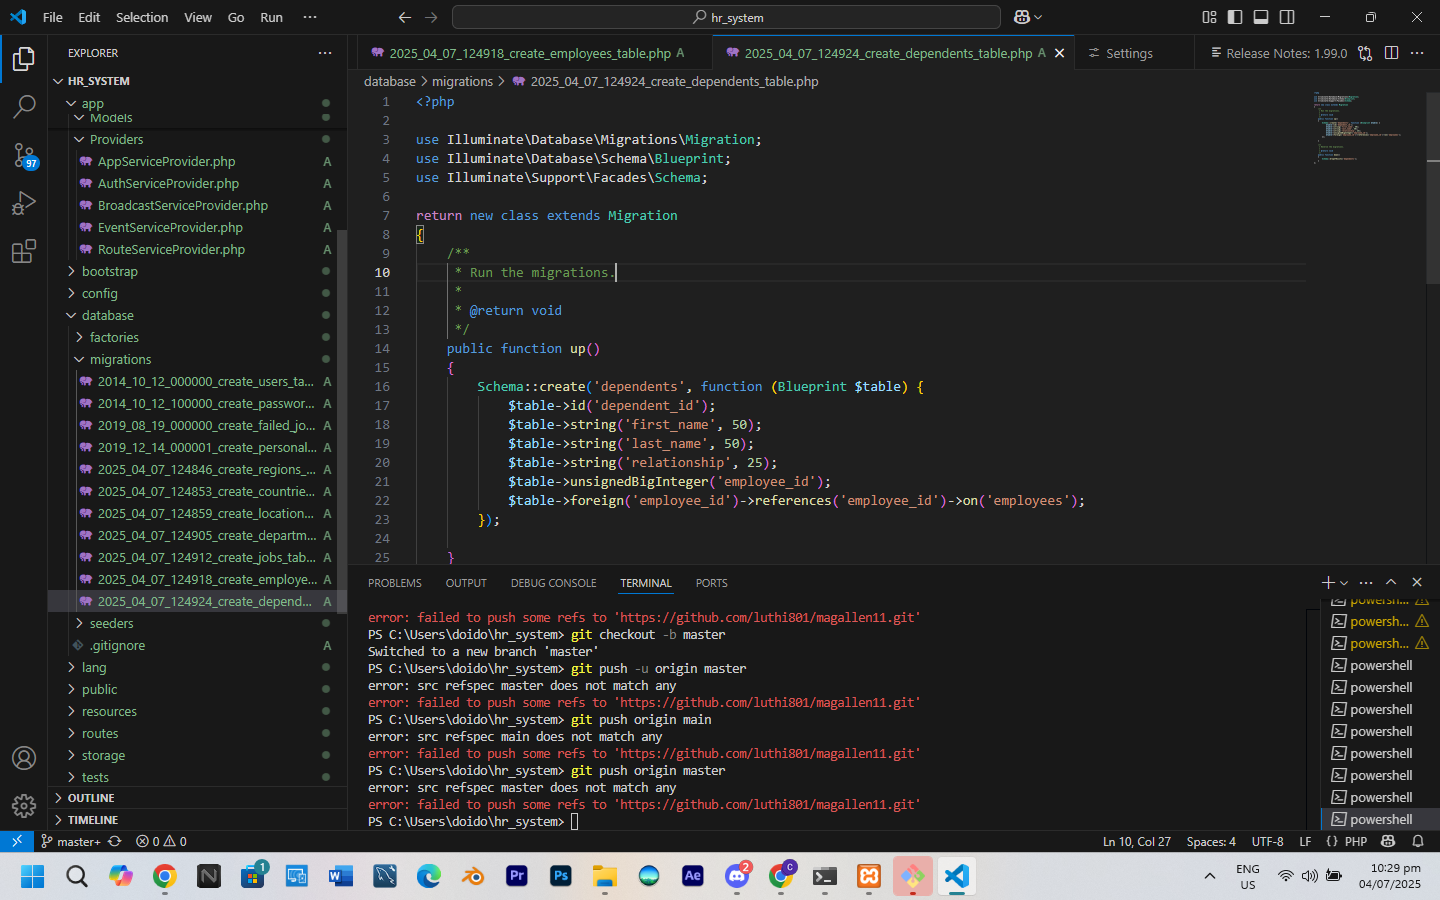 File Edit Selection View Go Run ···
hr_system
EXPLORER
HR_SYSTEM
app
Models
Providers
AppServiceProvider.php A
AuthServiceProvider.php A
BroadcastServiceProvider.php A
EventServiceProvider.php A
RouteServiceProvider.php A
bootstrap
config
database
factories
migrations
2014_10_12_000000_create_users_ta... A
2014_10_12_100000_create_passwor... A
2019_08_19_000000_create_failed_jo... A
2019_12_14_000001_create_personal... A
2025_04_07_124846_create_regions_... A
2025_04_07_124853_create_countrie... A
2025_04_07_124859_create_location... A
2025_04_07_124905_create_departm... A
2025_04_07_124912_create_jobs_tab... A
2025_04_07_124918_create_employe... A
2025_04_07_124924_create_depend... A
seeders
.gitignore A
lang
public
resources
routes
storage
tests
OUTLINE
TIMELINE
97
2025_04_07_124918_create_employees_table.php A
2025_04_07_124924_create_dependents_table.php A
Settings
Release Notes: 1.99.0
database > migrations > 2025_04_07_124924_create_dependents_table.php
1 <?php
2
3 use Illuminate\Database\Migrations\Migration;
4 use Illuminate\Database\Schema\Blueprint;
5 use Illuminate\Support\Facades\Schema;
6
7 return new class extends Migration
8 {
9 /**
10 * Run the migrations.
11 *
12 * @return void
13 */
14 public function up()
15 {
16 Schema::create('dependents', function (Blueprint $table) {
17 $table->id('dependent_id');
18 $table->string('first_name', 50);
19 $table->string('last_name', 50);
20 $table->string('relationship', 25);
21 $table->unsignedBigInteger('employee_id');
22 $table->foreign('employee_id')->references('employee_id')->on('employees');
23 });
24
25 }
PROBLEMS OUTPUT DEBUG CONSOLE TERMINAL PORTS
error: failed to push some refs to 'https://github.com/luthi801/magallen11.git'
PS C:\Users\doido\hr_system> git checkout -b master
Switched to a new branch 'master'
PS C:\Users\doido\hr_system> git push -u origin master
error: src refspec master does not match any
error: failed to push some refs to 'https://github.com/luthi801/magallen11.git'
PS C:\Users\doido\hr_system> git push origin main
error: src refspec main does not match any
error: failed to push some refs to 'https://github.com/luthi801/magallen11.git'
PS C:\Users\doido\hr_system> git push origin master
error: src refspec master does not match any
error: failed to push some refs to 'https://github.com/luthi801/magallen11.git'
PS C:\Users\doido\hr_system>
powersh...
powersh...
powersh...
powershell
powershell
powershell
powershell
powershell
powershell
powershell
powershell
master+
0 0
Ln 10, Col 27 Spaces: 4 UTF-8 LF { } PHP
1
2
C
ENG
US
10:29 pm
04/07/2025